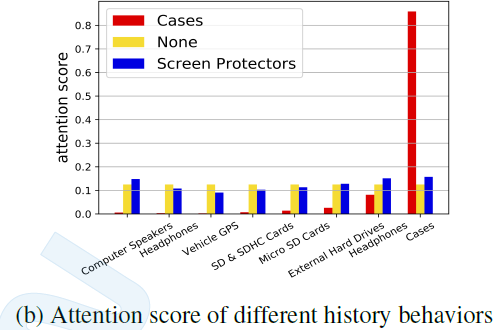 Cases
None
Screen Protectors
attention score
0.8
0.7
0.6
0.5
0.4
0.3
0.2
0.1
0.0
Computer Speakers
Headphones
Vehicle GPS
SD & SDHC Cards
Micro SD Cards
External Hard Drives
Headphones
Cases
(b) Attention score of different history behaviors